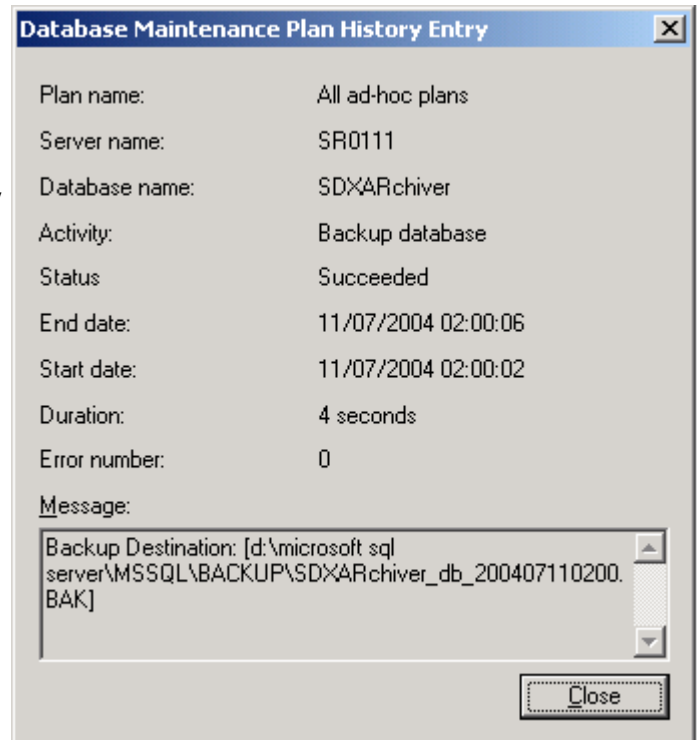 Database Maintenance Plan History Entry
Plan name: All ad-hoc plans
Server name: SR0111
Database name: SDXARchiver
Activity: Backup database
Status Succeeded
End date: 11/07/2004 02:00:06
Start date: 11/07/2004 02:00:02
Duration: 4 seconds
Error number: 0
Message:
Backup Destination: [d:\microsoft sql
server\MSSQL\BACKUP\SDXARchiver_db_200407110200.
BAK]
Close